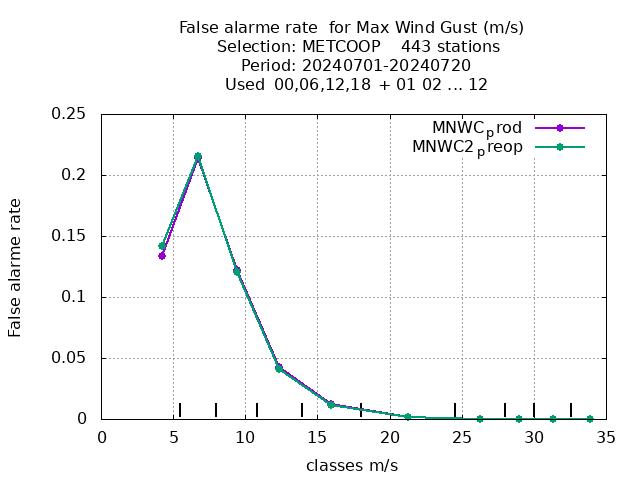 False alarme rate  for Max Wind Gust (m/s)
Selection: METCOOP    443 stations
Period: 20240701-20240720
Used  00,06,12,18 + 01 02 ... 12
MNWCprod
MNWC2preop
False alarme rate
0.25
0.2
0.15
0.1
0.05
0
0 5 10 15 20 25 30 35
classes m/s